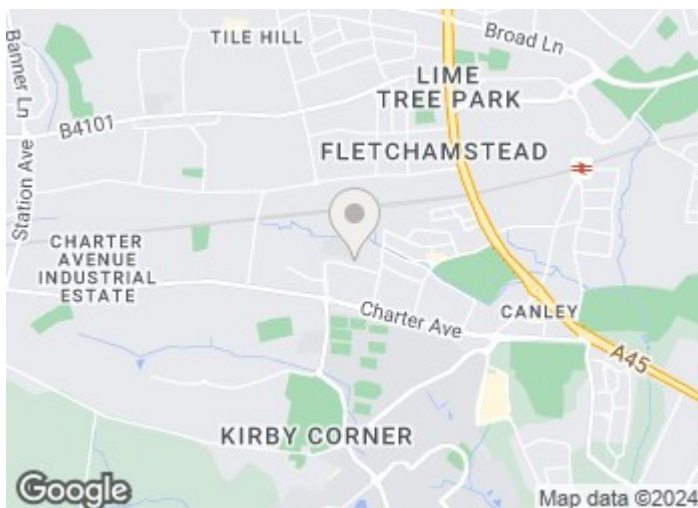 TILE HILL
Broad Ln
Banner Ln
LIME
TREE PARK
B4101
FLETCHAMSTEAD
Station Ave
CHARTER
AVENUE
INDUSTRIAL
ESTATE
Charter Ave
CANLEY
A45
KIRBY CORNER
Google
Map data ©2024